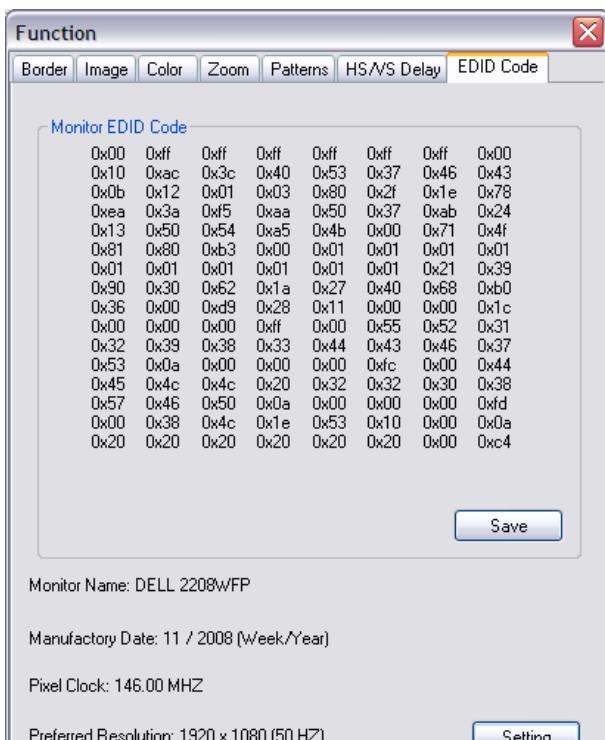 Function
Border Image Color Zoom Patterns HS/VS Delay EDID Code
Monitor EDID Code
0x00 0xff 0xff 0xff 0xff 0xff 0xff 0x00
0x10 0xac 0x3c 0x40 0x53 0x37 0x46 0x43
0x0b 0x12 0x01 0x03 0x80 0x2f 0x1e 0x78
0xea 0x3a 0xf5 0xaa 0x50 0x37 0xab 0x24
0x13 0x50 0x54 0xa5 0x4b 0x00 0x71 0x4f
0x81 0x80 0xb3 0x00 0x01 0x01 0x01 0x01
0x01 0x01 0x01 0x01 0x01 0x01 0x21 0x39
0x90 0x30 0x62 0x1a 0x27 0x40 0x68 0xb0
0x36 0x00 0xd9 0x28 0x11 0x00 0x00 0x1c
0x00 0x00 0x00 0xff 0x00 0x55 0x52 0x31
0x32 0x39 0x38 0x33 0x44 0x43 0x46 0x37
0x53 0x0a 0x00 0x00 0x00 0xfc 0x00 0x44
0x45 0x4c 0x4c 0x20 0x32 0x32 0x30 0x38
0x57 0x46 0x50 0x0a 0x00 0x00 0x00 0xfd
0x00 0x38 0x4c 0x1e 0x53 0x10 0x00 0x0a
0x20 0x20 0x20 0x20 0x20 0x20 0x00 0xc4
Save
Monitor Name: DELL 2208WFP
Manufactory Date: 11 / 2008 (Week/Year)
Pixel Clock: 146.00 MHZ
Preferred Resolution: 1920 x 1080 (50 HZ) Setting